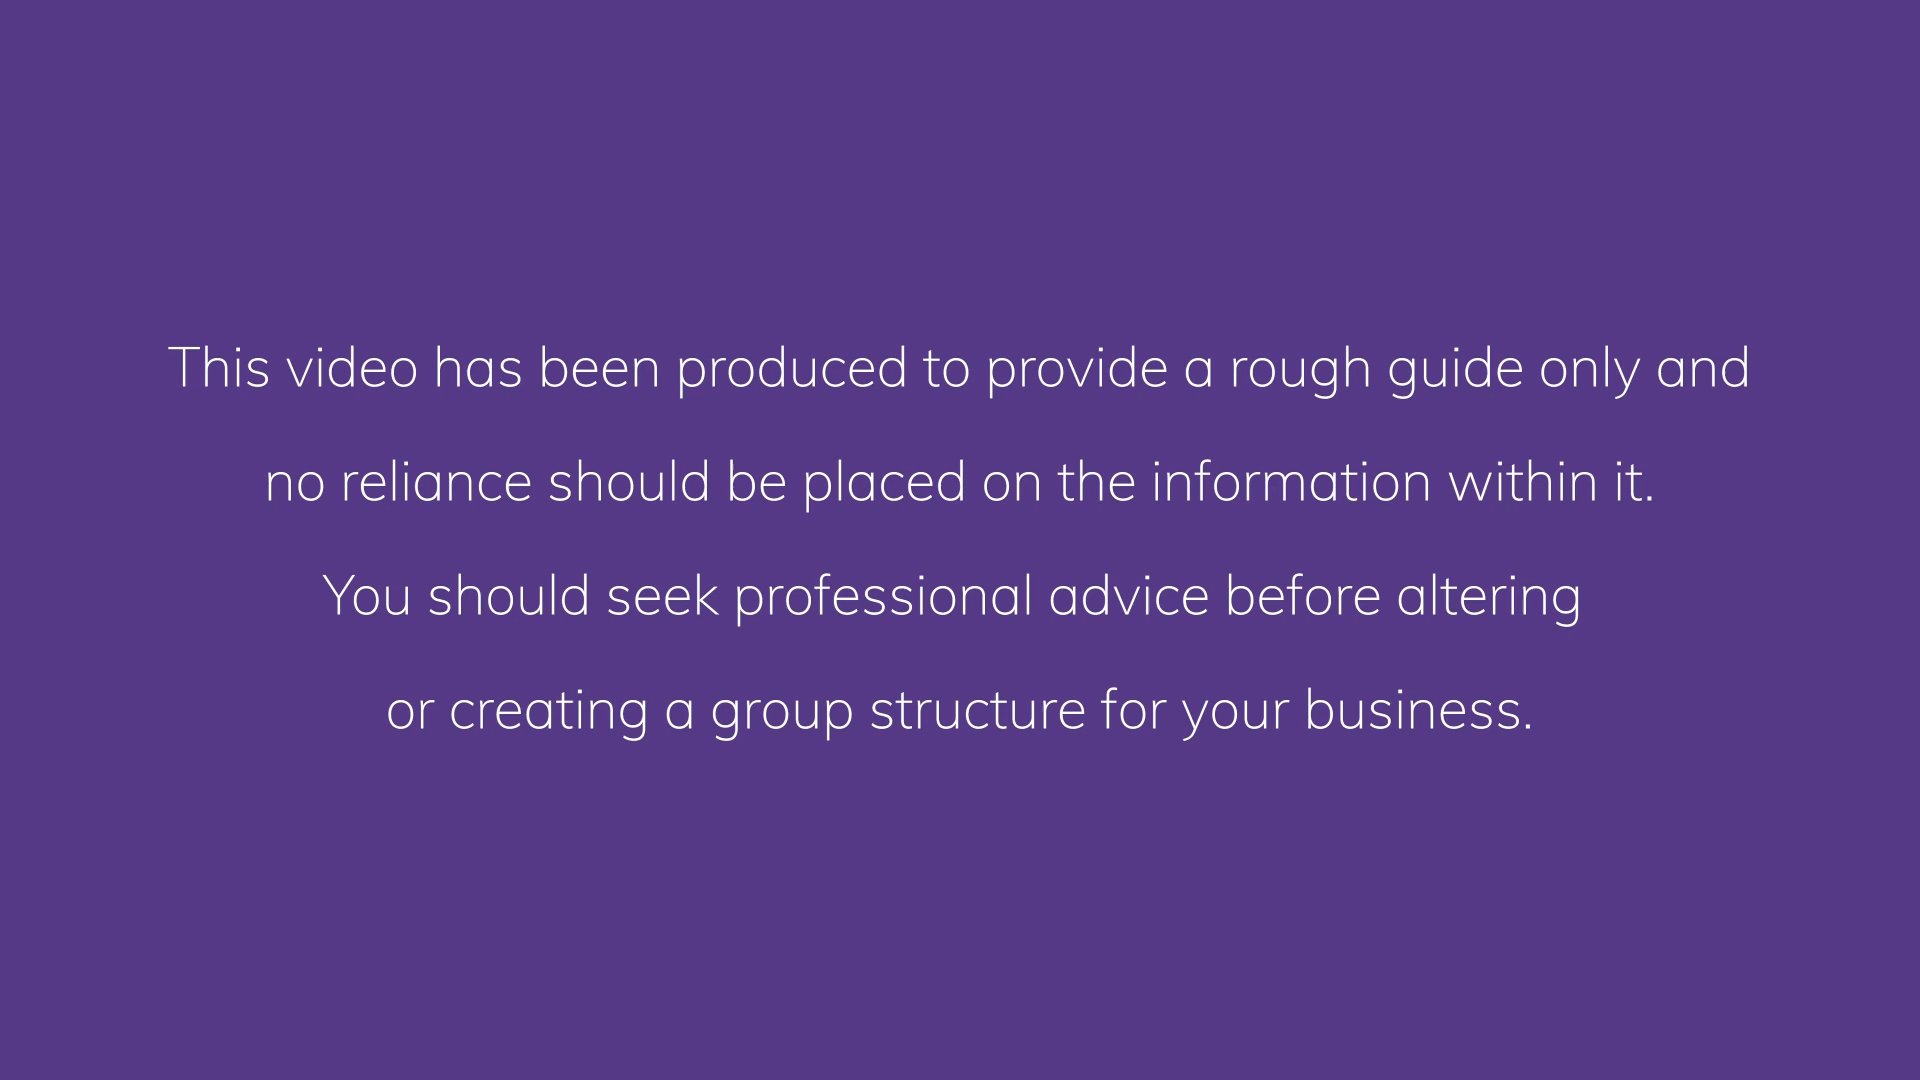 This video has been produced to provide a rough guide only and
no reliance should be placed on the information within it.
You should seek professional advice before altering
or creating a group structure for your business.